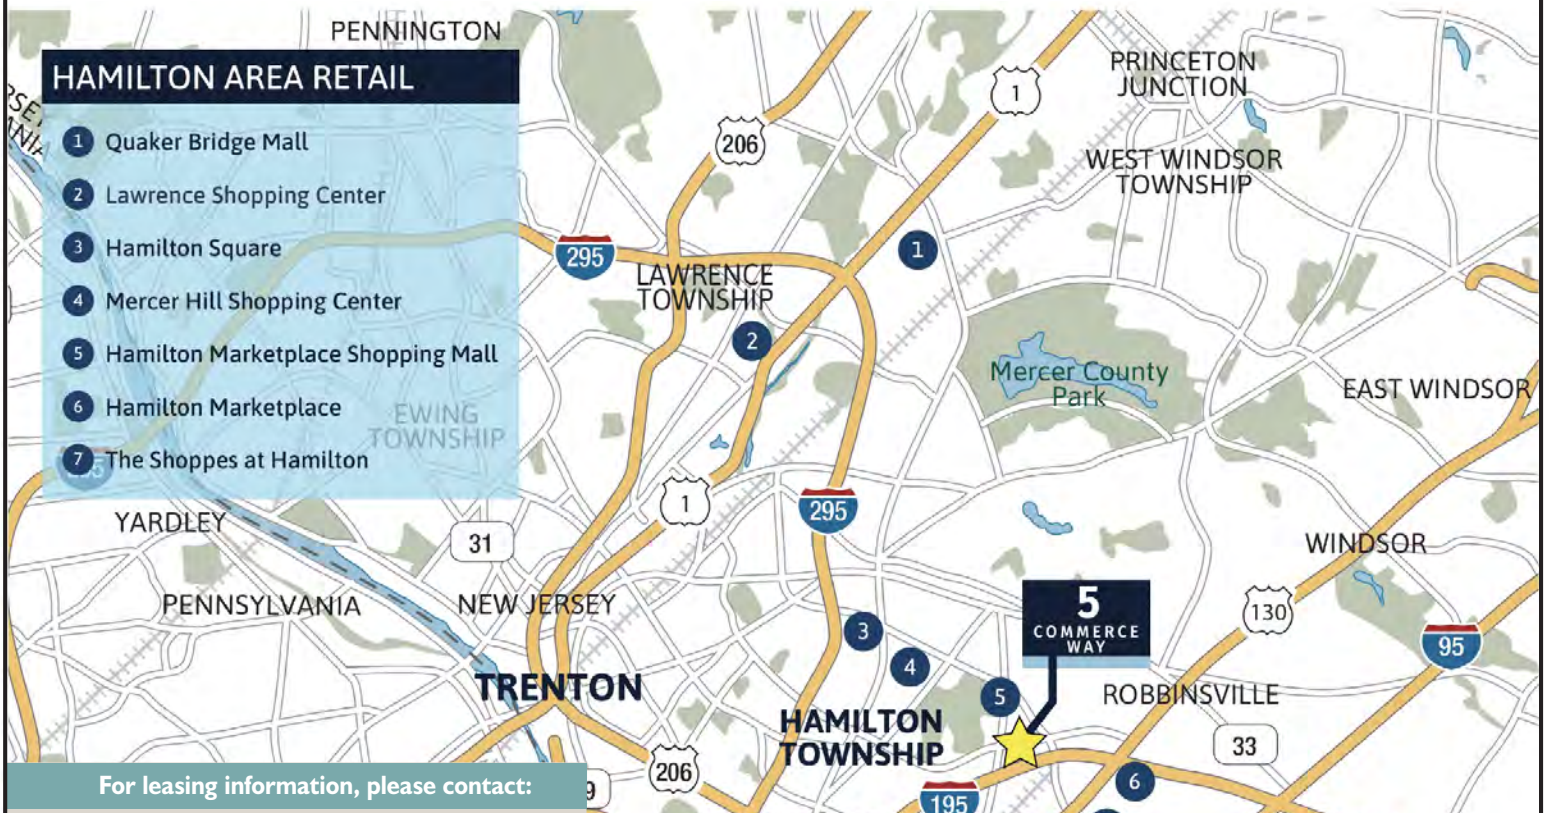 PENNINGTON
HAMILTON AREA RETAIL
1 Quaker Bridge Mall
2 Lawrence Shopping Center
3 Hamilton Square
4 Mercer Hill Shopping Center
5 Hamilton Marketplace Shopping Mall
6 Hamilton Marketplace
7 The Shoppes at Hamilton
EWING
TOWNSHIP
206
1
PRINCETON
JUNCTION
WEST WINDSOR
TOWNSHIP
295
LAWRENCE
TOWNSHIP
1
2
Mercer County
Park
EAST WINDSOR
YARDLEY
31
1
295
WINDSOR
PENNSYLVANIA
NEW JERSEY
5
COMMERCE
WAY
130
95
3
4
5
TRENTON
ROBBINSVILLE
HAMILTON
TOWNSHIP
33
206
6
195
For leasing information, please contact: